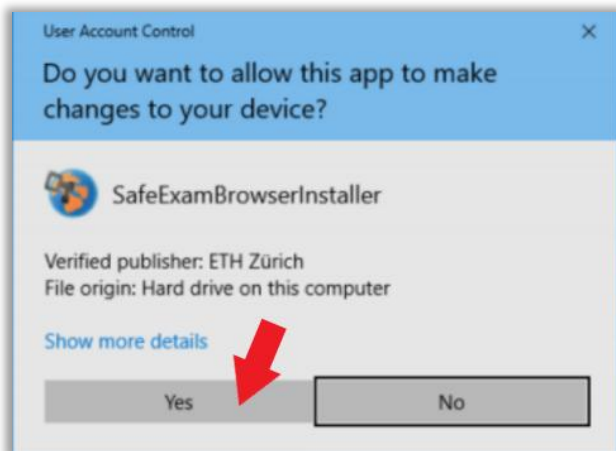 User Account Control
Do you want to allow this app to make
changes to your device?
SafeExamBrowserInstaller
Verified publisher: ETH Zürich
File origin: Hard drive on this computer
Show more details
Yes No